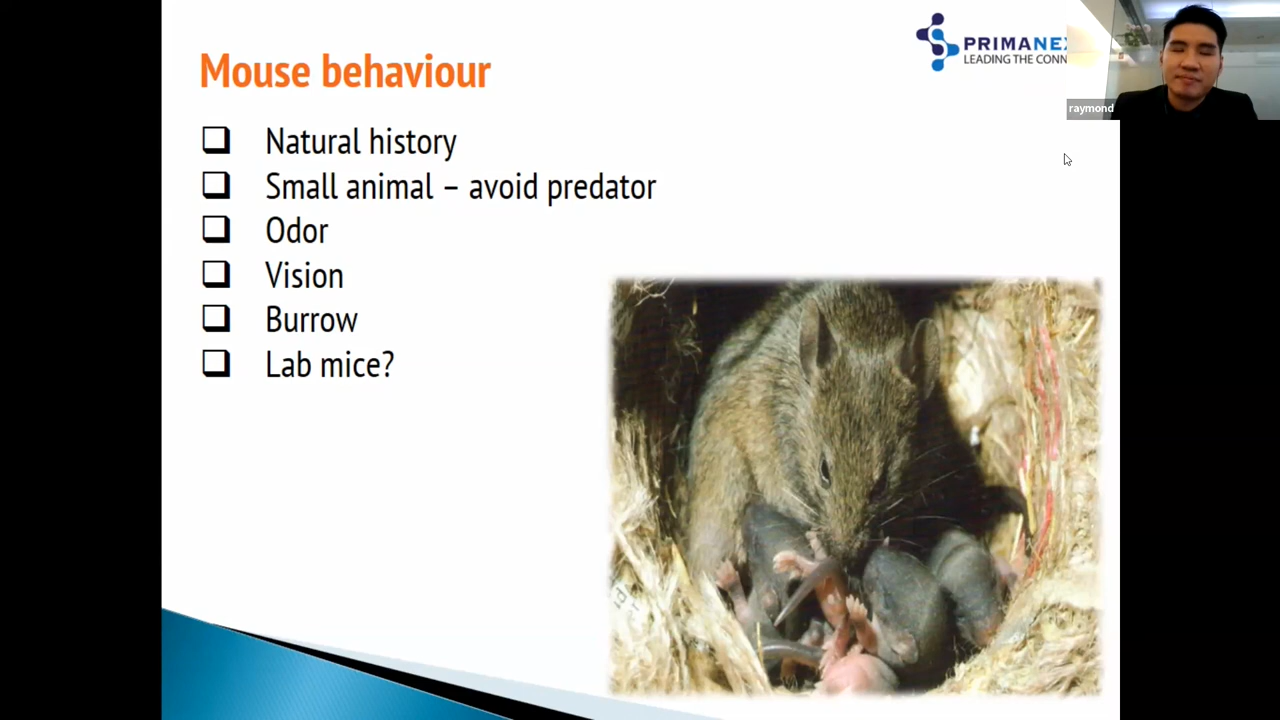 Mouse behaviour
PRIMANE
LEADING THE CONN
raymond
Natural history
Small animal – avoid predator
Odor
Vision
Burrow
Lab mice?